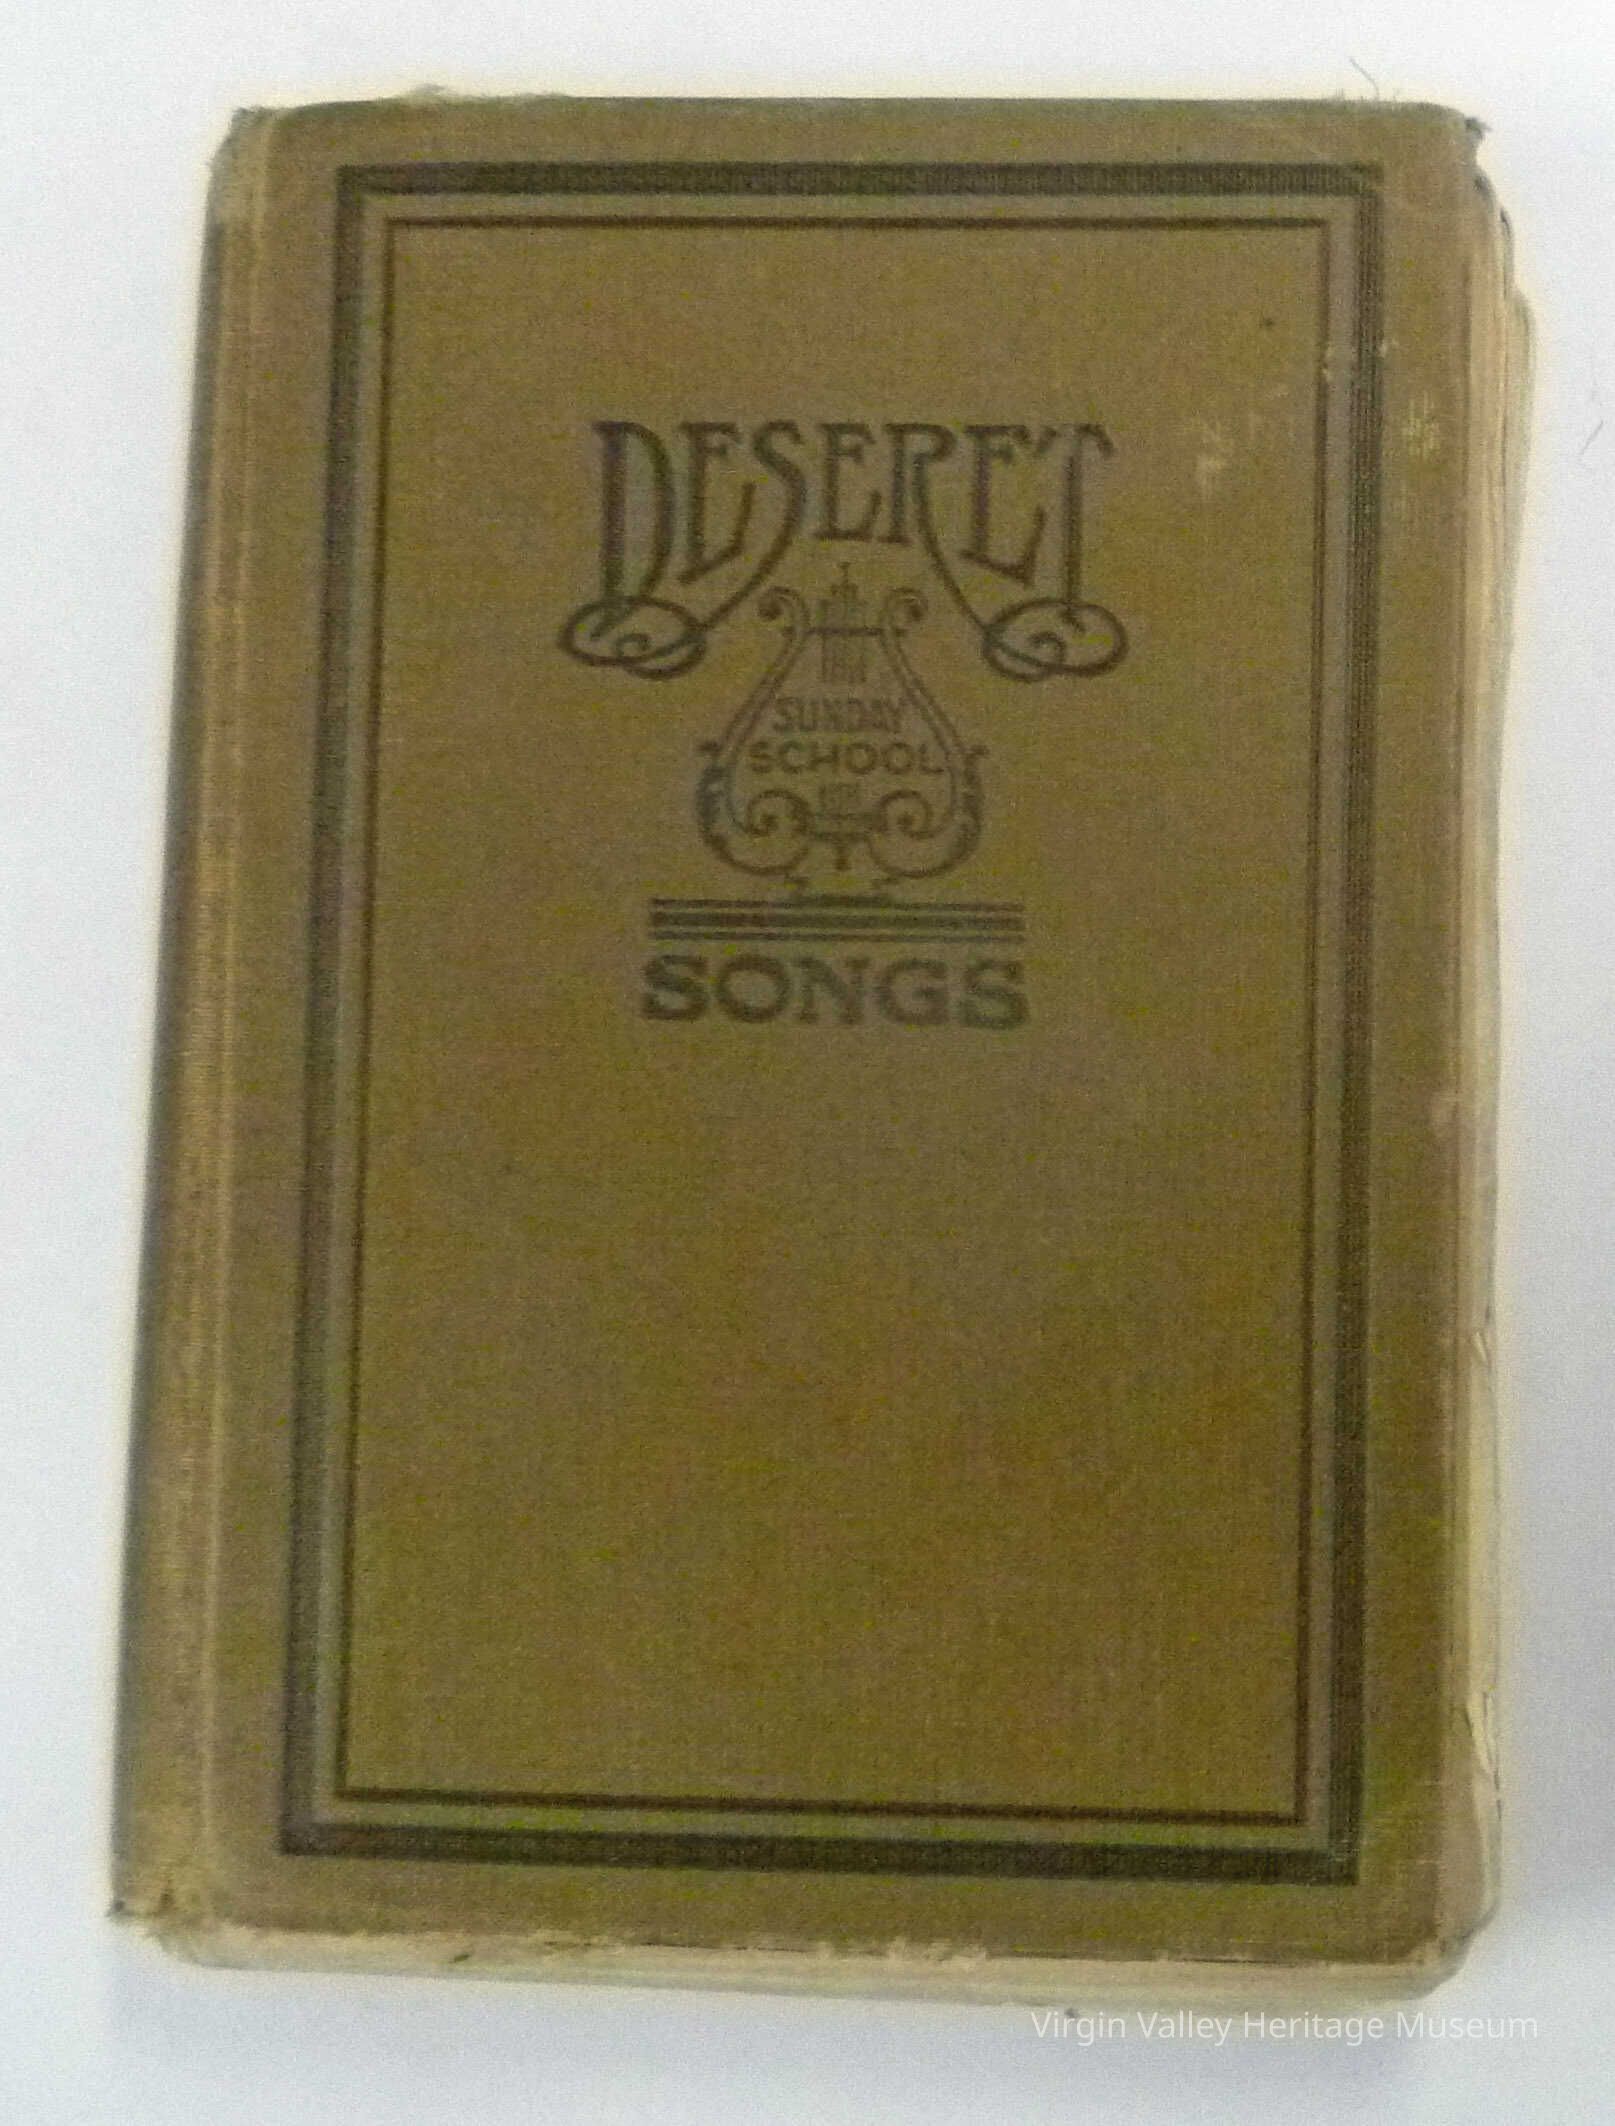 DESERET
SUNDAY
SCHOOL
SONGS
Virgin Valley Heritage Museum